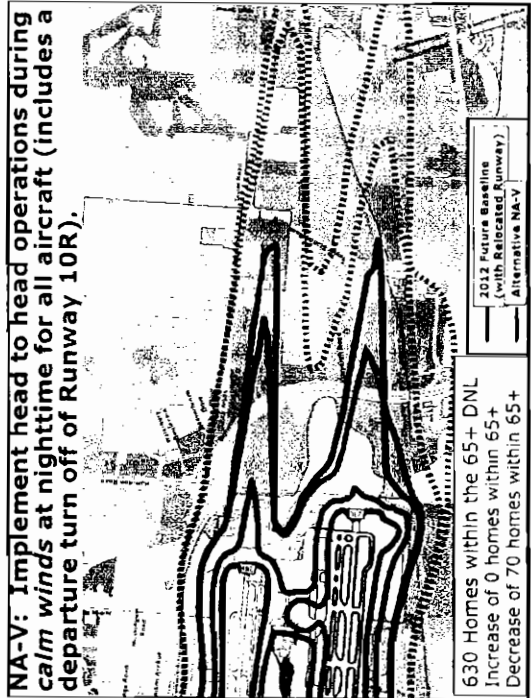 NA-V: Implement head to head operations during
calm winds at nighttime for all aircraft (includes a
departure turn off of Runway 10R).
630 Homes within the 65+ DNL
Increase of 0 homes within 65+
Decrease of 70 homes within 65+
2012 Future Baseline
(with Relocated Runway)
Alternative NA-V